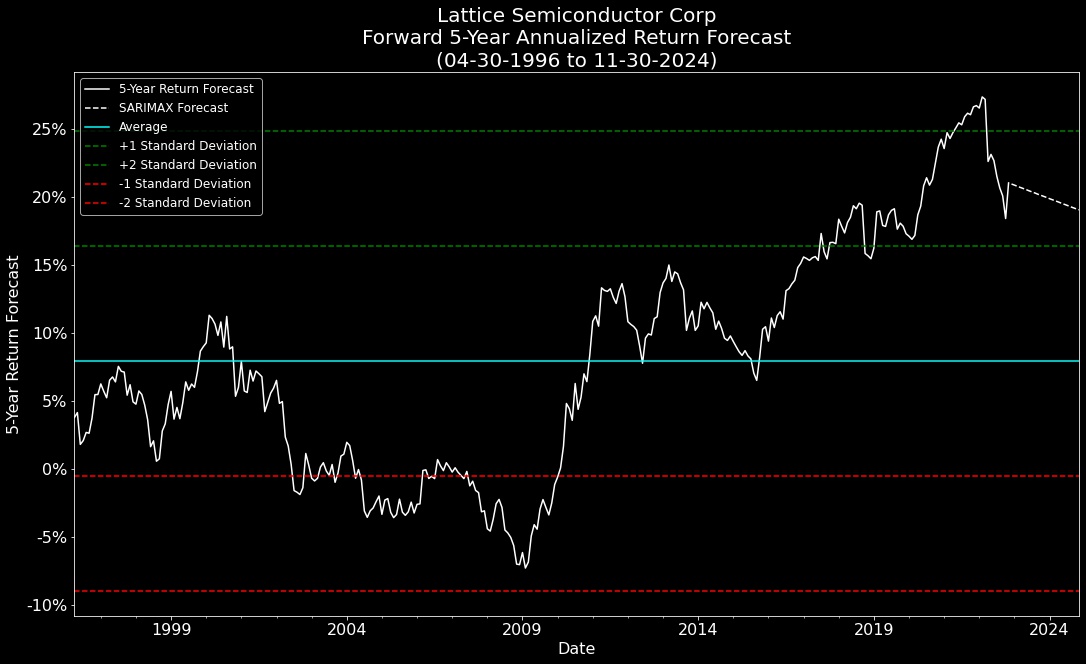 Lattice Semiconductor Corp
Forward 5-Year Annualized Return Forecast
(04-30-1996 to 11-30-2024)
5-Year Return Forecast
SARIMAX Forecast
Average
+1 Standard Deviation
+2 Standard Deviation
-1 Standard Deviation
-2 Standard Deviation
25%
20%
15%
10%
5%
0%
-5%
-10%
5-Year Return Forecast
1999
2004
2009
2014
2019
2024
Date